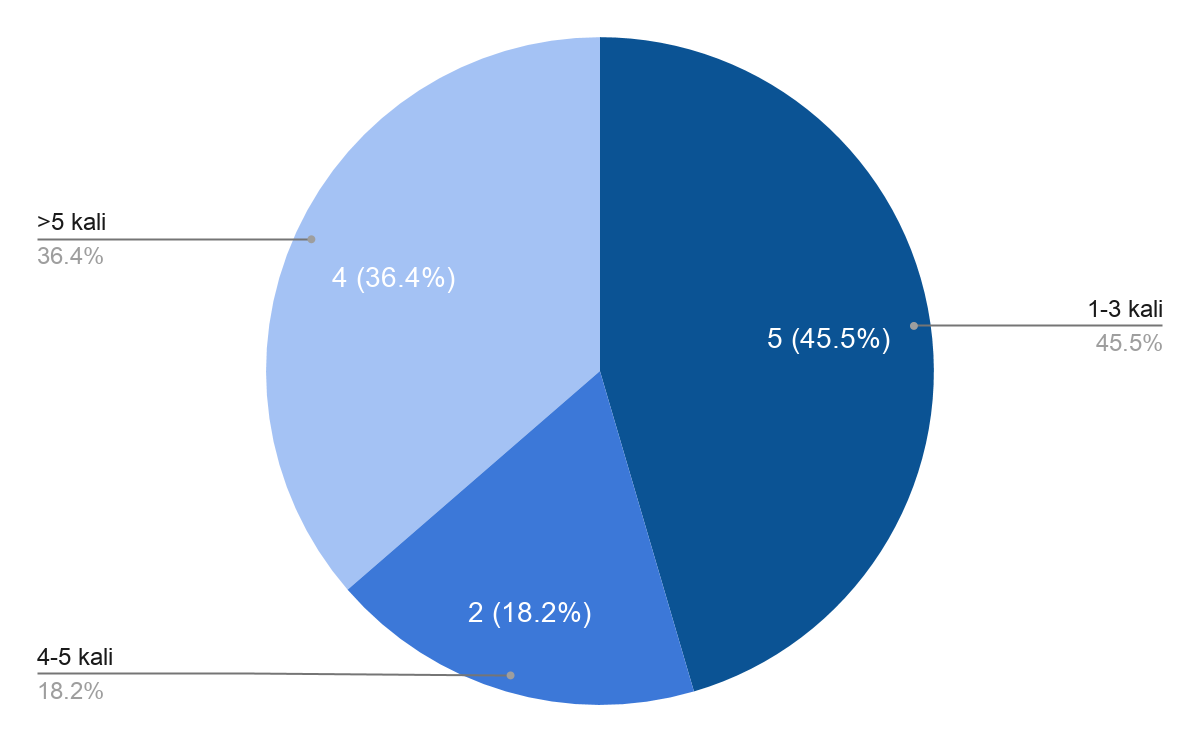 >5 kali
36.4%
4 (36.4%)
1-3 kali
45.5%
5 (45.5%)
2 (18.2%)
4-5 kali
18.2%